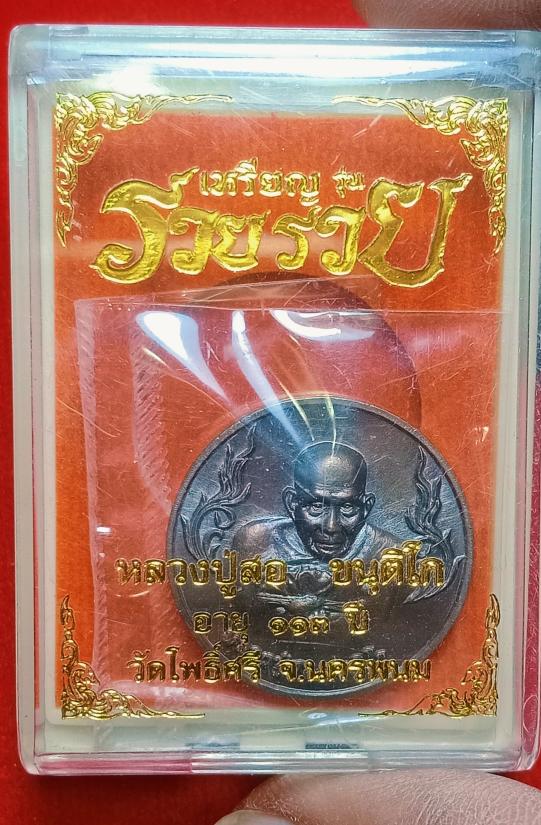 เหรียญ รุ่น
รวยรวย
หลวงปู่สอ ขนฺติโก
อายุ ๑๑๓ ปี
วัดโพธิ์ศรี จ.นครพนม